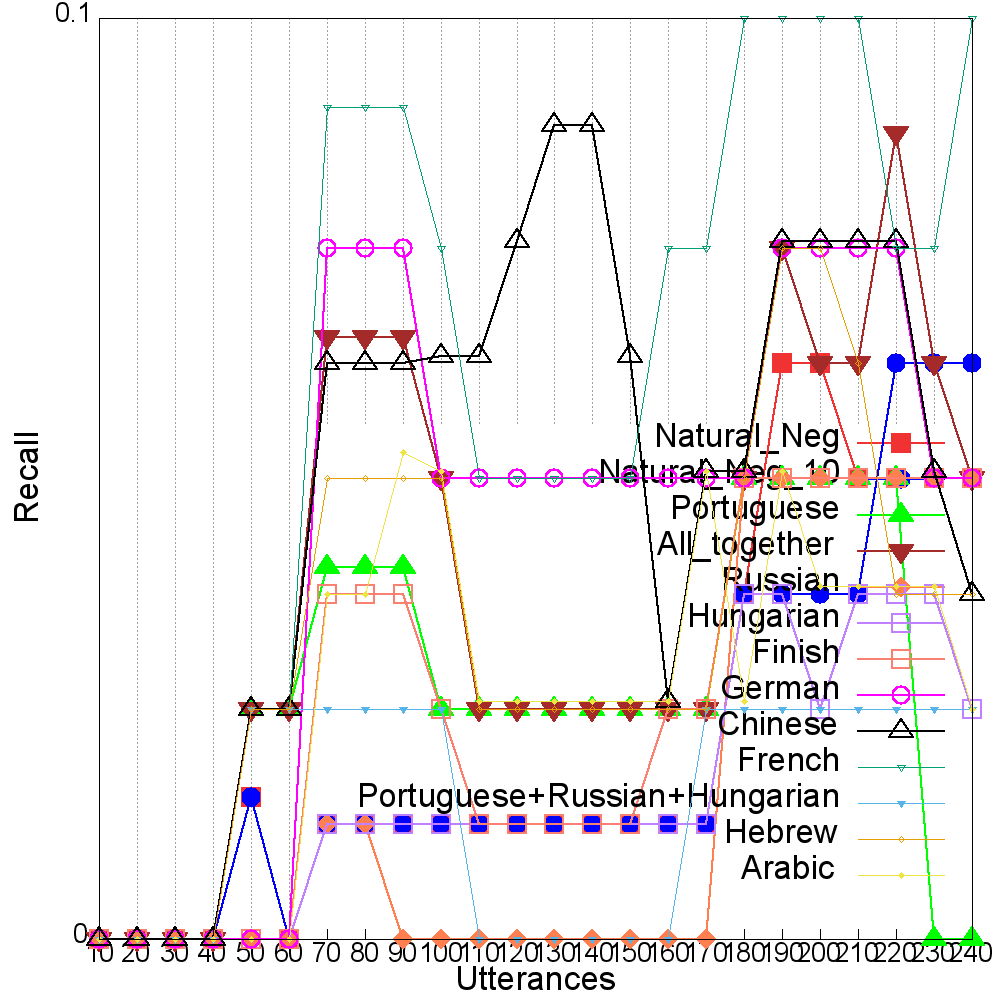 0.1
Recall
Natural_Neg
Natural_Neg_10
Portuguese
All_together
Russian
Hungarian
Finish
German
Chinese
French
Portuguese+Russian+Hungarian
Hebrew
Arabic
0
10 20 30 40 50 60 70 80 90 100 110 120 130 140 150 160 170 180 190 200 210 220 230 240
Utterances